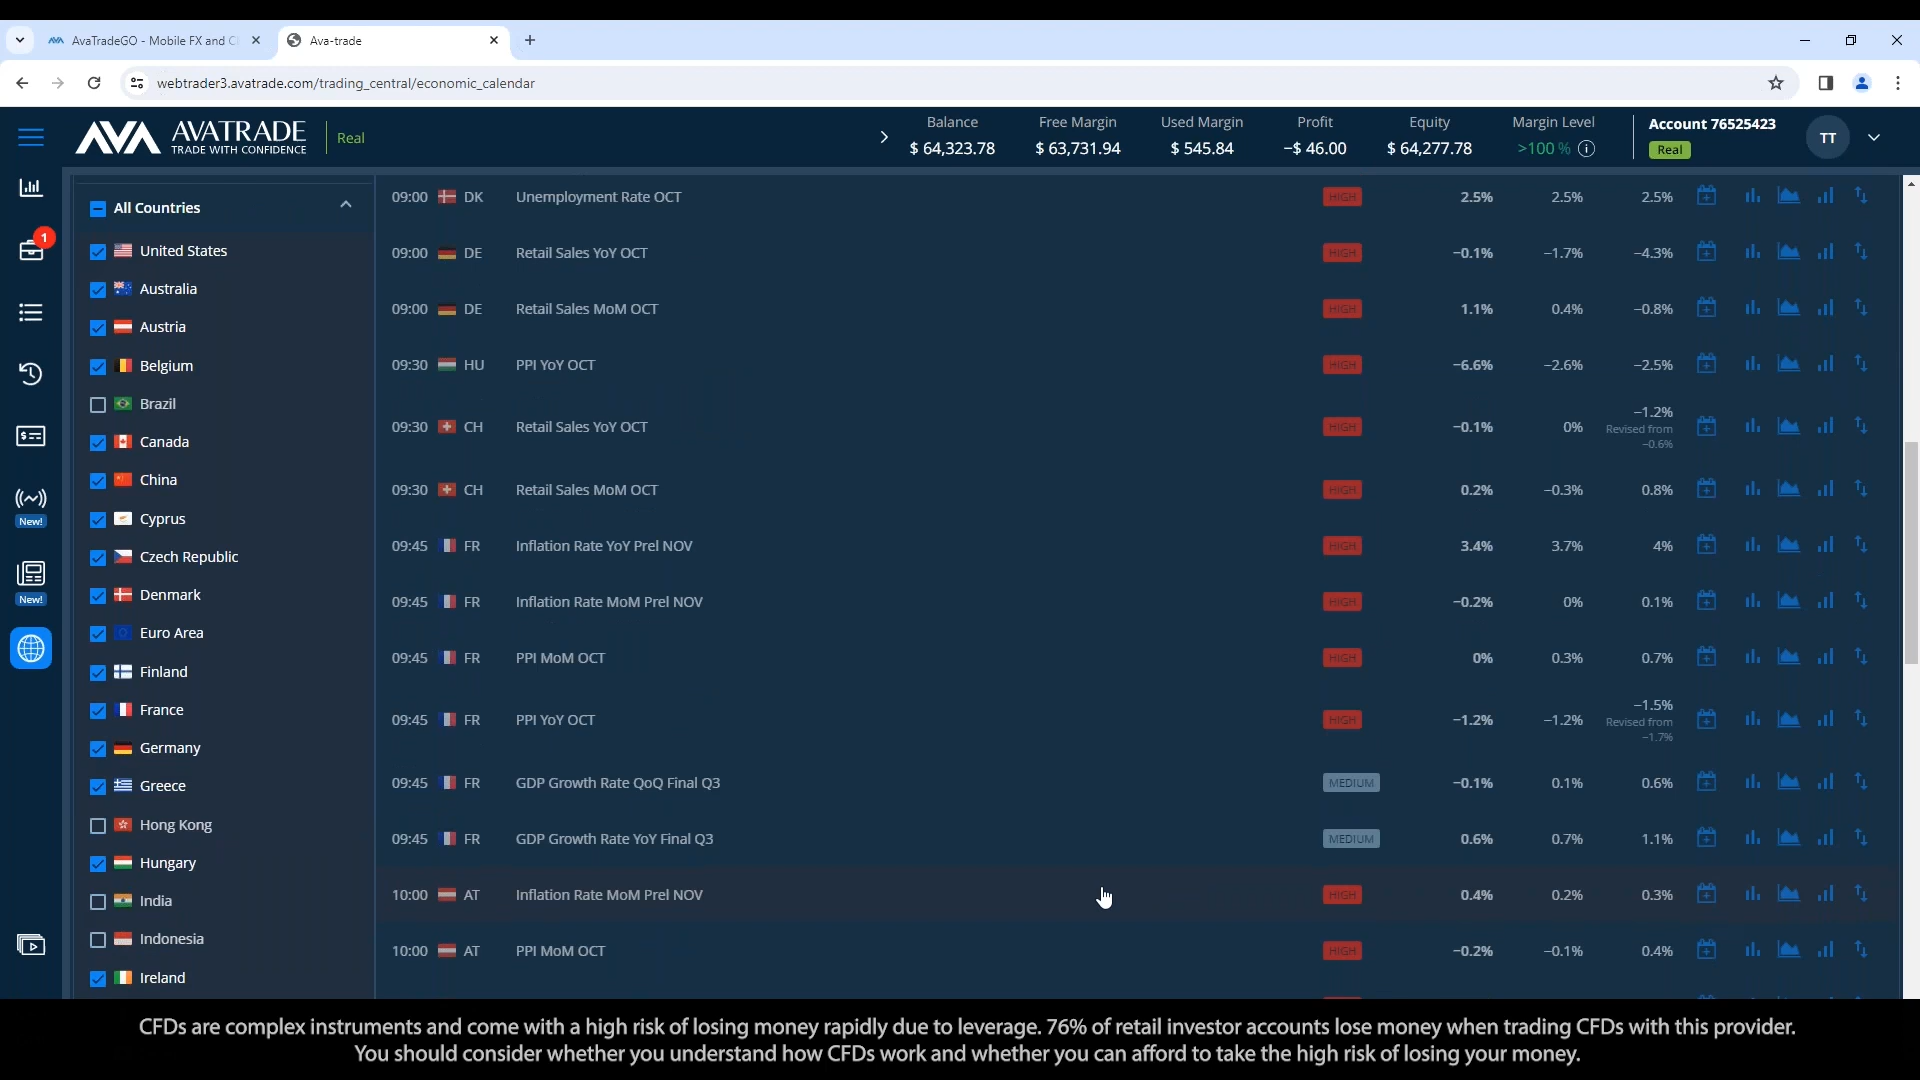 AvaTradeGO - Mobile FX and C
Ava-trade
webtrader3.avatrade.com/trading_central/economic_calendar
AVA AVATRADE
TRADE WITH CONFIDENCE
Real
Balance
$ 64,323.78
Free Margin
$ 63,731.94
Used Margin
$ 545.84
Profit
-$ 46.00
Equity
$ 64,277.78
Margin Level
>100 %
Account 76525423
Real
TT
1
New!
New!
All Countries
United States
Australia
Austria
Belgium
Brazil
Canada
China
Cyprus
Czech Republic
Denmark
Euro Area
Finland
France
Germany
Greece
Hong Kong
Hungary
India
Indonesia
Ireland
09:00 DK Unemployment Rate OCT HIGH 2.5% 2.5% 2.5%
09:00 DE Retail Sales YoY OCT HIGH -0.1% -1.7% -4.3%
09:00 DE Retail Sales MoM OCT HIGH 1.1% 0.4% -0.8%
09:30 HU PPI YoY OCT HIGH -6.6% -2.6% -2.5%
09:30 CH Retail Sales YoY OCT HIGH -0.1% 0% -1.2%
Revised from
-0.6%
09:30 CH Retail Sales MoM OCT HIGH 0.2% -0.3% 0.8%
09:45 FR Inflation Rate YoY Prel NOV HIGH 3.4% 3.7% 4%
09:45 FR Inflation Rate MoM Prel NOV HIGH -0.2% 0% 0.1%
09:45 FR PPI MoM OCT HIGH 0% 0.3% 0.7%
09:45 FR PPI YoY OCT HIGH -1.2% -1.2% -1.5%
Revised from
-1.7%
09:45 FR GDP Growth Rate QoQ Final Q3 MEDIUM -0.1% 0.1% 0.6%
09:45 FR GDP Growth Rate YoY Final Q3 MEDIUM 0.6% 0.7% 1.1%
10:00 AT Inflation Rate MoM Prel NOV HIGH 0.4% 0.2% 0.3%
10:00 AT PPI MoM OCT HIGH -0.2% -0.1% 0.4%
CFDs are complex instruments and come with a high risk of losing money rapidly due to leverage. 76% of retail investor accounts lose money when trading CFDs with this provider.
You should consider whether you understand how CFDs work and whether you can afford to take the high risk of losing your money.